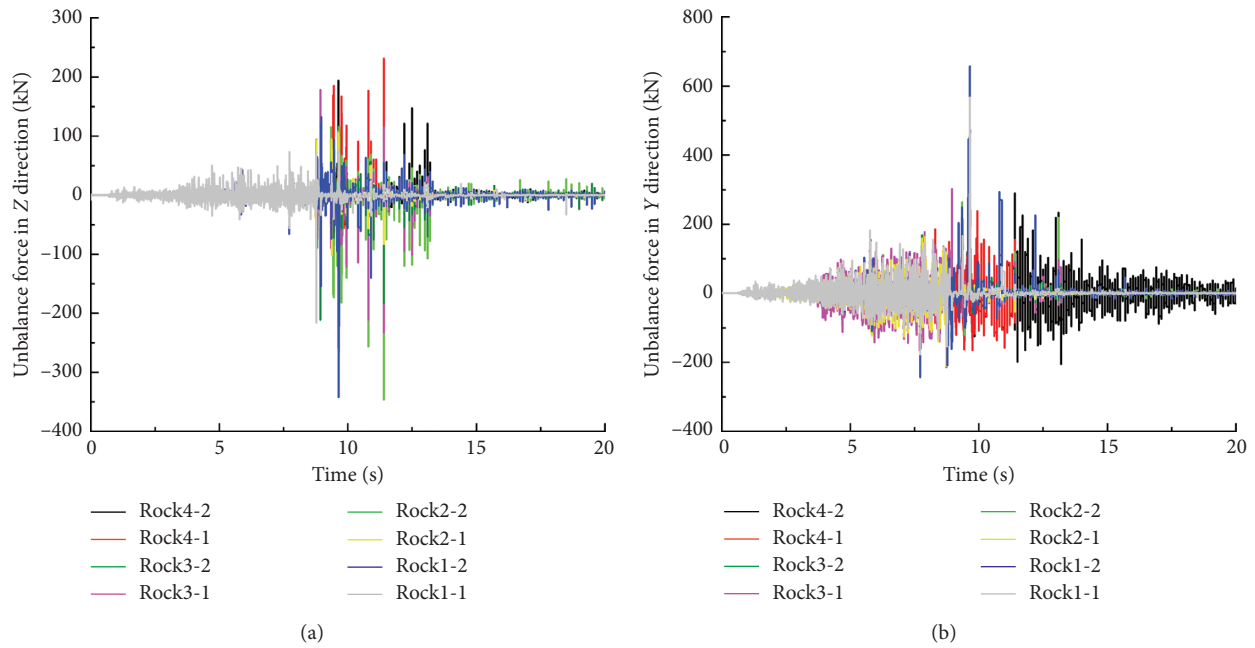 300
200
100
0
–100
–200
–300
–400
Unbalance force in Z direction (kN)
0 5 10 15 20
Time (s)
Rock4-2 Rock2-2
Rock4-1 Rock2-1
Rock3-2 Rock1-2
Rock3-1 Rock1-1
(a)
800
600
400
200
0
–200
–400
Unbalance force in Y direction (kN)
0 5 10 15 20
Time (s)
Rock4-2 Rock2-2
Rock4-1 Rock2-1
Rock3-2 Rock1-2
Rock3-1 Rock1-1
(b)